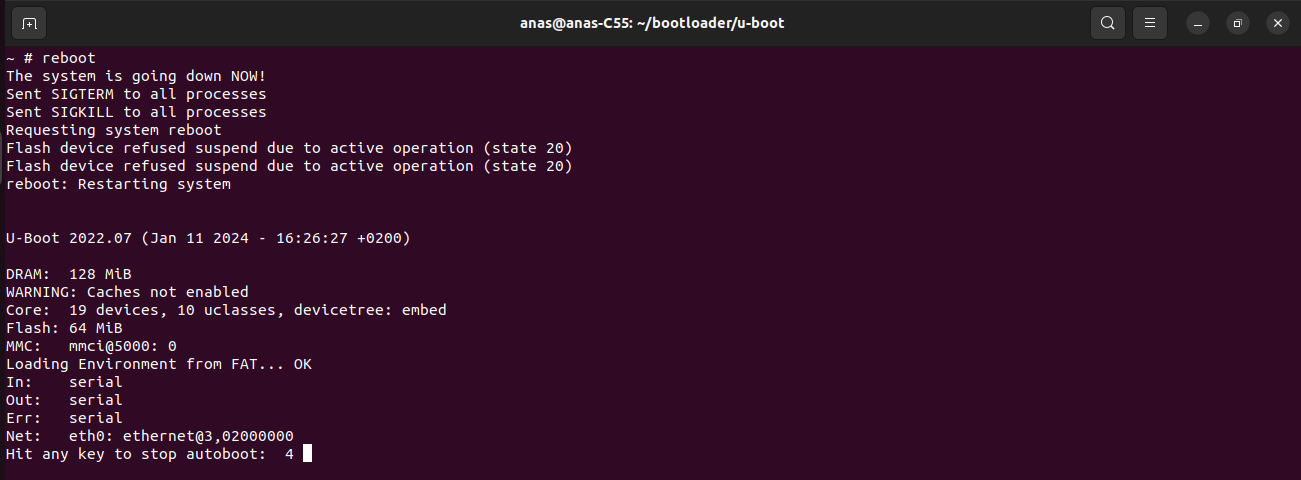 anas@anas-C55: ~/bootloader/u-boot
~ # reboot
The system is going down NOW!
Sent SIGTERM to all processes
Sent SIGKILL to all processes
Requesting system reboot
Flash device refused suspend due to active operation (state 20)
Flash device refused suspend due to active operation (state 20)
reboot: Restarting system
U-Boot 2022.07 (Jan 11 2024 - 16:26:27 +0200)
DRAM:  128 MiB
WARNING: Caches not enabled
Core:  19 devices, 10 uclasses, devicetree: embed
Flash: 64 MiB
MMC:   mmci@5000: 0
Loading Environment from FAT... OK
In:    serial
Out:   serial
Err:   serial
Net:   eth0: ethernet@3,02000000
Hit any key to stop autoboot:  4